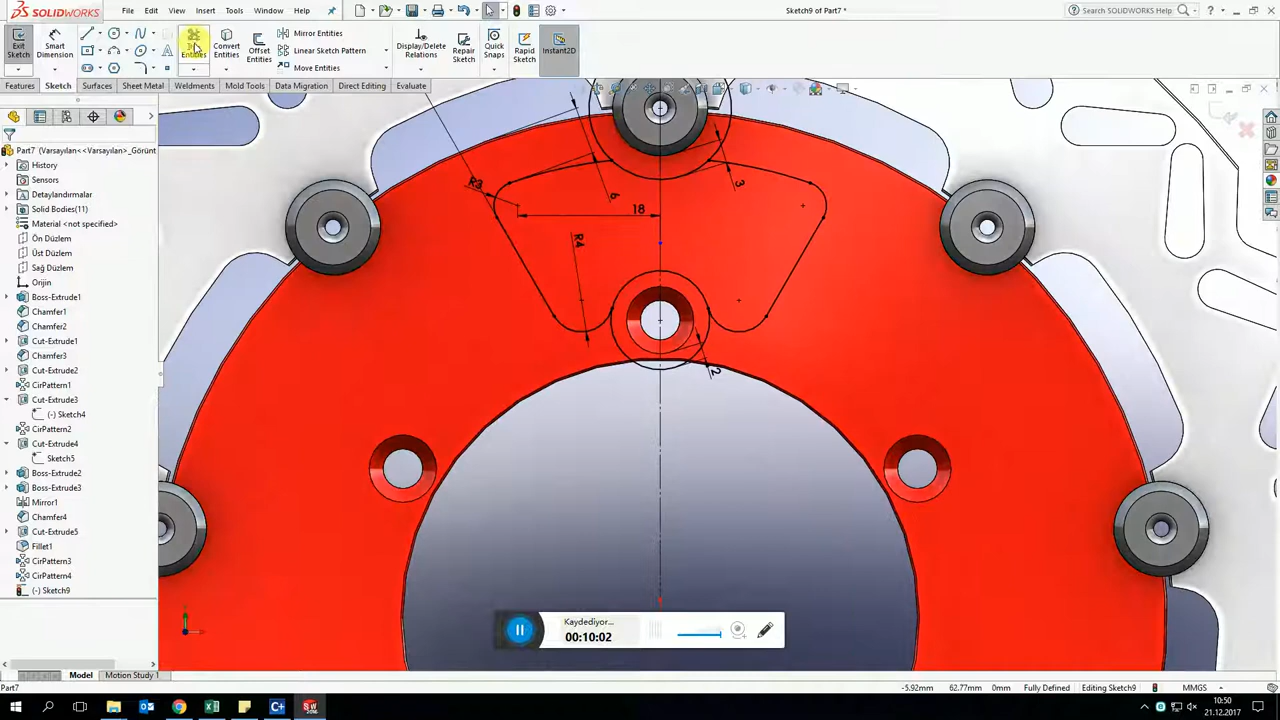 SOLIDWORKS
File
Edit
View
Insert
Tools
Window
Help
Sketch9 of Part7 *
Search SOLIDWORKS Help
Exit Sketch
Smart Dimension
Entities
Convert Entities
Offset Entities
Mirror Entities
Linear Sketch Pattern
Move Entities
Display/Delete Relations
Repair Sketch
Quick Snaps
Rapid Sketch
Instant2D
Features
Sketch
Surfaces
Sheet Metal
Weldments
Mold Tools
Data Migration
Direct Editing
Evaluate
Part7 (Varsayılan<<Varsayılan>_Görünt
History
Sensors
Detaylandırmalar
Solid Bodies(11)
Material <not specified>
Ön Düzlem
Üst Düzlem
Sağ Düzlem
Orijin
Boss-Extrude1
Chamfer1
Chamfer2
Cut-Extrude1
Chamfer3
Cut-Extrude2
CirPattern1
Cut-Extrude3
(-) Sketch4
CirPattern2
Cut-Extrude4
Sketch5
Boss-Extrude2
Boss-Extrude3
Mirror1
Chamfer4
Cut-Extrude5
Fillet1
CirPattern3
CirPattern4
(-) Sketch9
R3
6
3
18
R4
2
Kaydediyor...
00:10:02
Model
Motion Study 1
Part7
-5.92mm
62.77mm
0mm
Fully Defined
Editing Sketch9
MMGS
10:50
21.12.2017